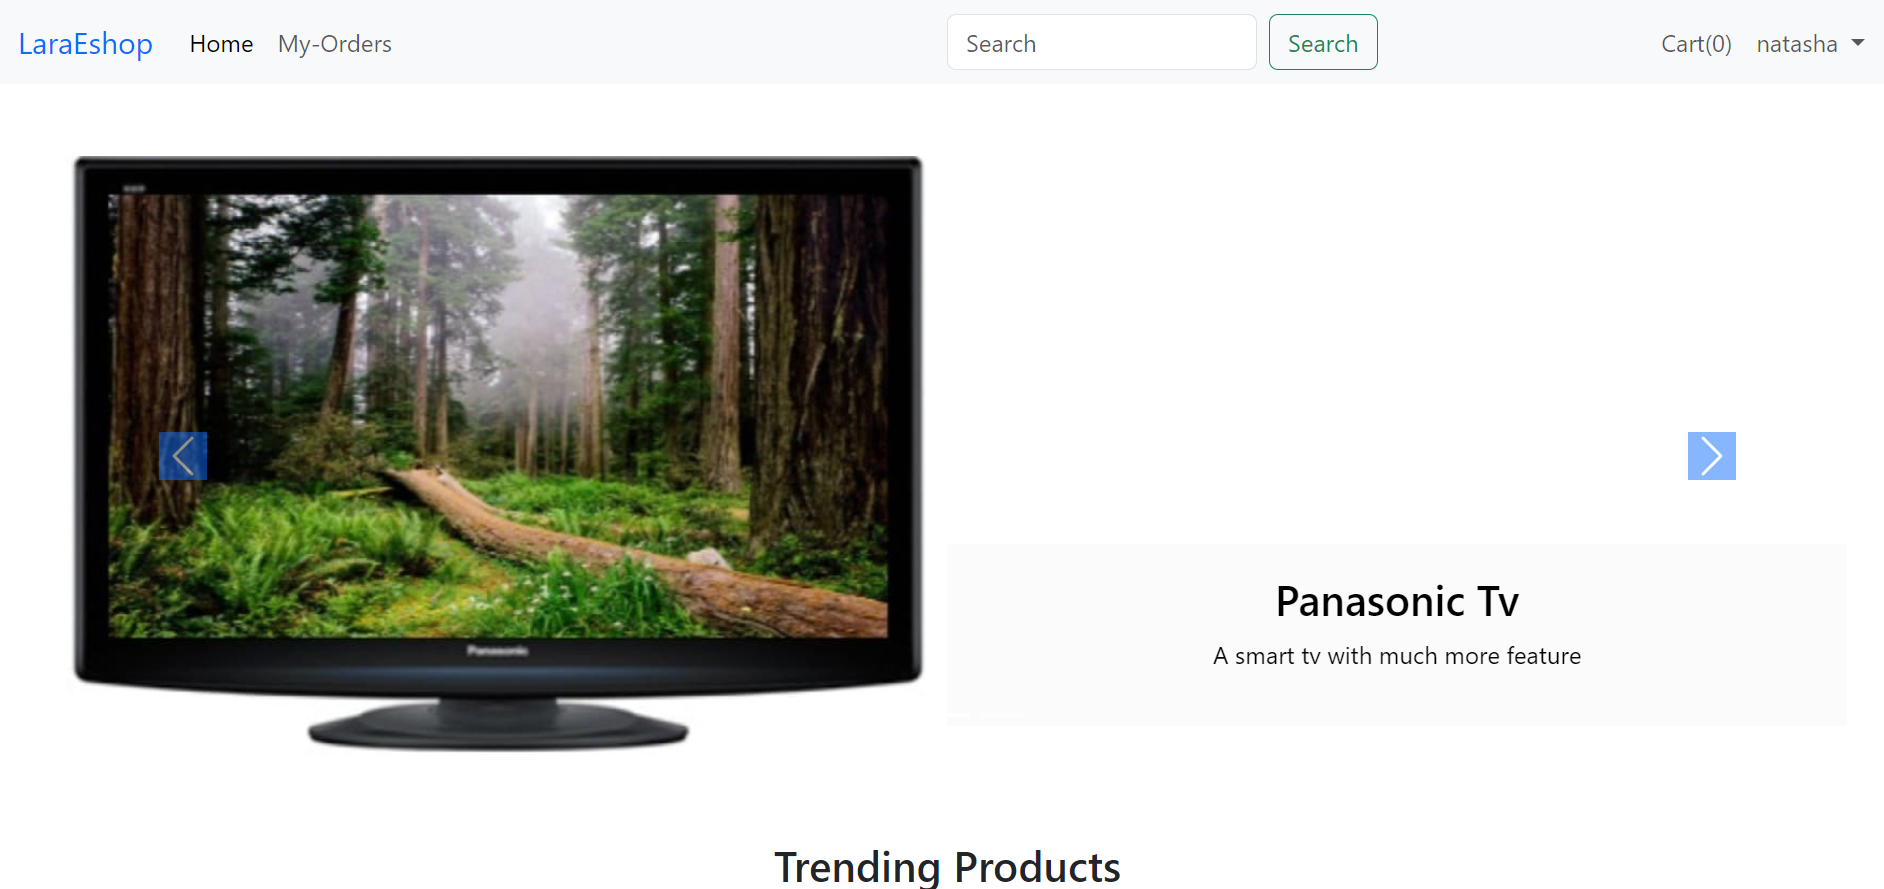 LaraEshop Home My-Orders Search Search Cart(0) natasha
Panasonic
Panasonic Tv
A smart tv with much more feature
Trending Products